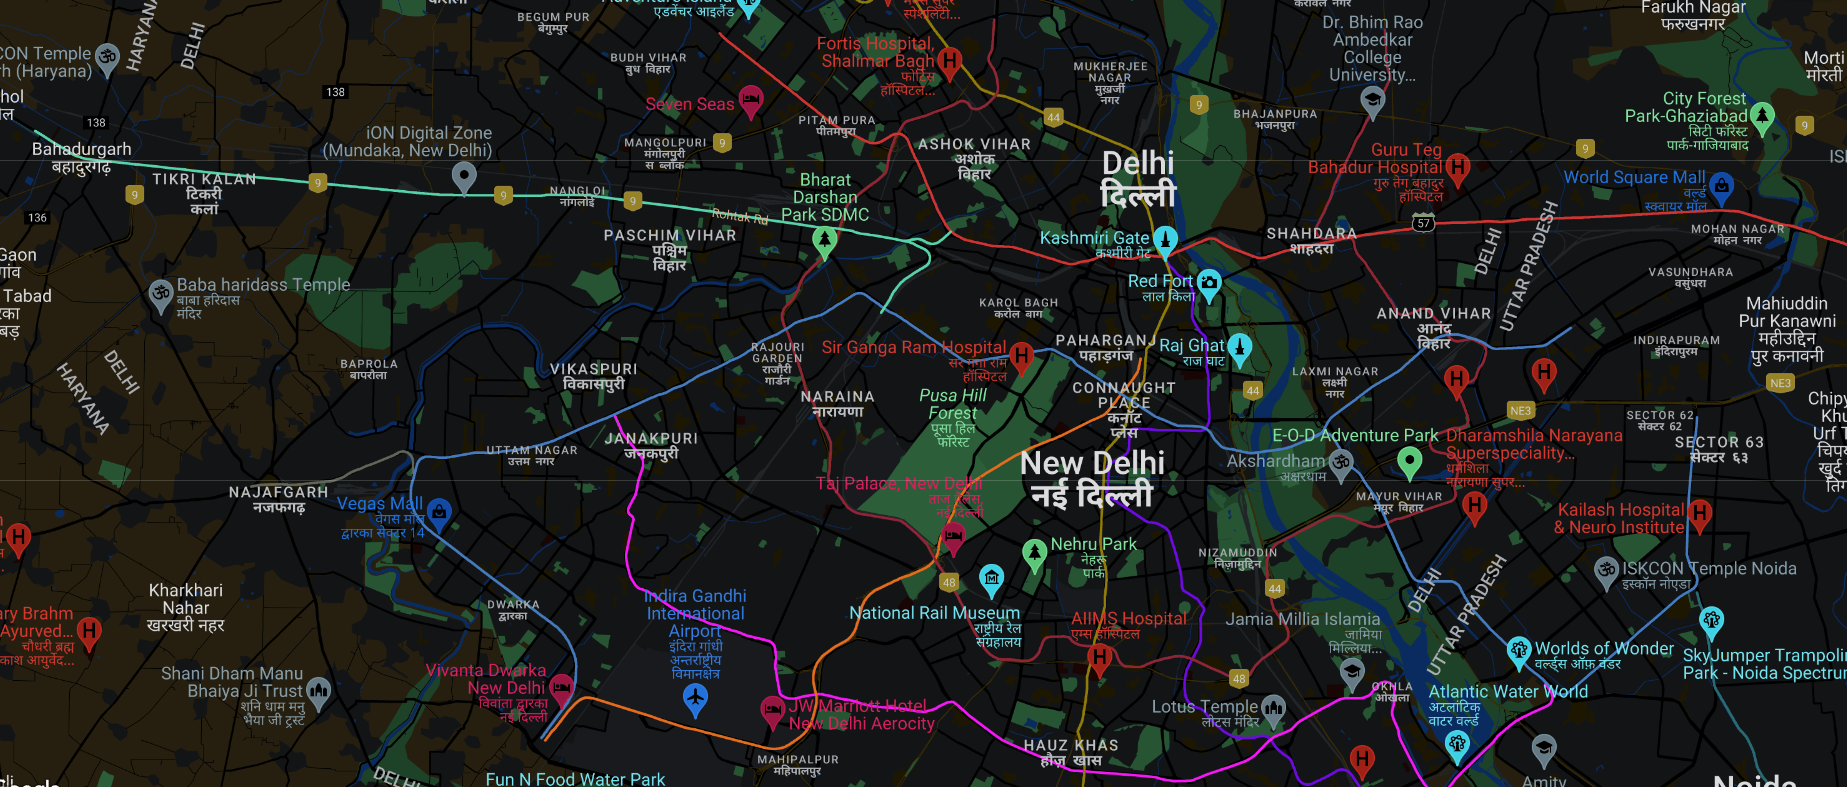 BEGUM PUR
बेगमपुर
एडवेंचर आइलैंड
Farukh Nagar
फरुखनगर
HARYANA
DELHI
Fortis Hospital,
Shalimar Bagh
फोर्टिस
हॉस्पिटल...
Dr. Bhim Rao
Ambedkar
College
University...
CON Temple
(Haryana)
BUDH VIHAR
बुध विहार
MUKHERJEE
NAGAR
मुखर्जी
नगर
Morti
मोरती
138
Seven Seas
9
44
BHAJANPURA
भजनपुरा
City Forest
Park-Ghaziabad
सिटी फॉरेस्ट
पार्क-गाजियाबाद
9
138
iON Digital Zone
(Mundaka, New Delhi)
PITAM PURA
पीतमपुरा
MANGOLPURI
मंगोलपुरी
स ब्लॉक
9
ASHOK VIHAR
अशोक
विहार
Delhi
दिल्ली
Guru Teg
Bahadur Hospital
गुरु तेग बहादुर
हॉस्पिटल
9
Bahadurgarh
बहादुरगढ़
9
TIKRI KALAN
टिकरी
कलां
9
9
NANGLOI
नांगलोई
9
Rohtak Rd
Bharat
Darshan
Park SDMC
World Square Mall
वर्ल्ड
स्क्वायर मॉल
136
PASCHIM VIHAR
पश्चिम
विहार
Kashmiri Gate
कश्मीरी गेट
SHAHDARA
शाहदरा
57
DELHI
UTTAR PRADESH
MOHAN NAGAR
मोहन नगर
Gaon
गांव
Baba haridass Temple
बाबा हरिदास
मंदिर
Red Fort
लाल किला
VASUNDHARA
वसुंधरा
Tabad
KAROL BAGH
करोल बाग
ANAND VIHAR
आनंद
विहार
Mahiuddin
Pur Kanawni
महीउद्दिन
पुर कनावनी
BAPROLA
बापरौला
VIKASPURI
विकासपुरी
RAJOURI
GARDEN
राजौरी
गार्डन
Sir Ganga Ram Hospital
सर गंगा राम
हॉस्पिटल
PAHARGANJ
पहाड़गंज
Raj Ghat
राज घाट
INDIRAPURAM
इंदिरापुरम
HARYANA
DELHI
NARAINA
नारायणा
Pusa Hill
Forest
पूसा हिल
फॉरेस्ट
CONNAUGHT
PLACE
कनॉट
प्लेस
44
LAXMI NAGAR
लक्ष्मी
नगर
NE3
NE3
JANAKPURI
जनकपुरी
UTTAM NAGAR
उत्तम नगर
New Delhi
नई दिल्ली
E-O-D Adventure Park
Akshardham
अक्षरधाम
Dharamshila Narayana
Superspeciality...
धर्मशिला
नारायणा सुपर...
SECTOR 62
सेक्टर 62
SECTOR 63
सेक्टर ६३
NAJAFGARH
नजफगढ़
Vegas Mall
वेगस मॉल
द्वारका सेक्टर 14
Taj Palace, New Delhi
ताज पैलेस,
नई दिल्ली
MAYUR VIHAR
मयूर विहार
Kailash Hospital
& Neuro Institute
Nehru Park
नेहरू
पार्क
NIZAMUDDIN
निज़ामुद्दिन
ISKCON Temple Noida
इस्कॉन नोएडा
Kharkhari
Nahar
खरखरी नहर
DWARKA
द्वारका
Indira Gandhi
International
Airport
इंदिरा गांधी
अन्तर्राष्ट्रीय
विमानक्षेत्र
48
National Rail Museum
राष्ट्रीय रेल
संग्रहालय
AIIMS Hospital
एम्स हॉस्पिटल
44
Jamia Millia Islamia
जामिया
मिल्लिया...
DELHI
UTTAR PRADESH
ary Brahm
Ayurved...
चौधरी ब्रह्म
Shani Dham Manu
Bhaiya Ji Trust
शनि धाम मनु
भैया जी ट्रस्ट
Vivanta Dwarka
New Delhi
विवांता द्वारका
नई दिल्ली
JW Marriott Hotel
New Delhi Aerocity
48
Lotus Temple
लोटस मंदिर
OKHLA
ओखला
Worlds of Wonder
वर्ल्ड्स ऑफ़ वंडर
SkyJumper Trampolin
Park - Noida Spectrum
Atlantic Water World
अटलांटिक
वाटर वर्ल्ड
MAHIPALPUR
महिपालपुर
HAUZ KHAS
हौज़ खास
DELHI
Fun N Food Water Park
Amity
Noida